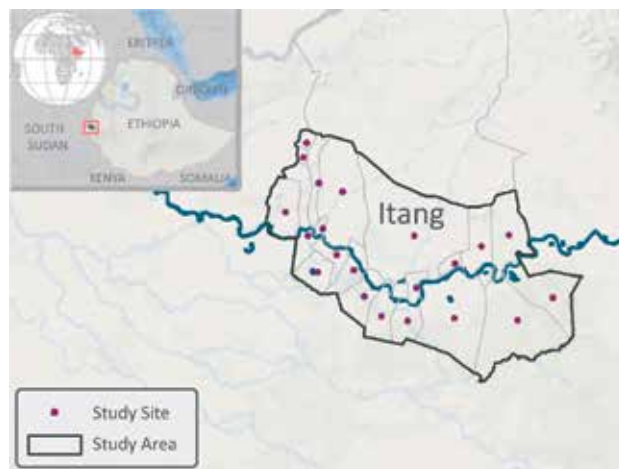 ERITREA
DJIBOUTI
SOUTH
SUDAN
ETHIOPIA
KENYA
SOMALIA
Itang
Study Site
Study Area